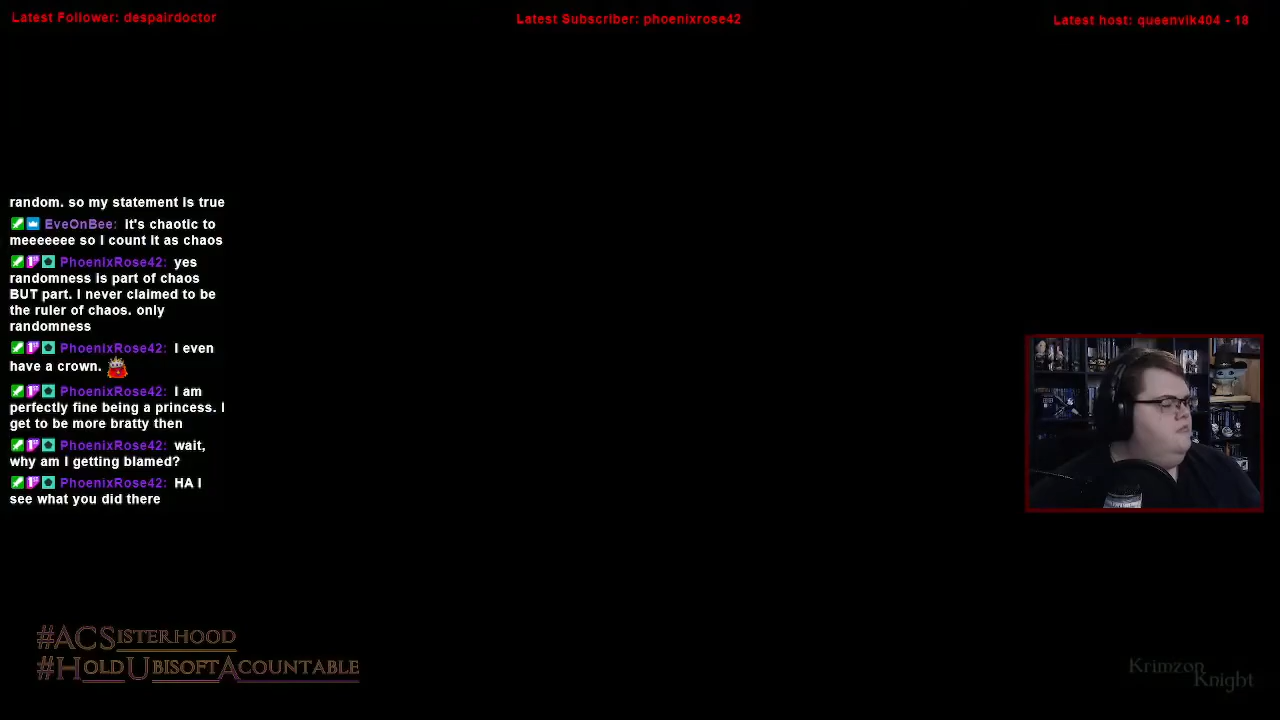 Latest Follower: despairdoctor
Latest Subscriber: phoenixrose42
Latest host: queenvik404 - 18
random. so my statement is true
EveOnBee: it's chaotic to
meeeeeee so I count it as chaos
PhoenixRose42: yes
randomness is part of chaos
BUT part. I never claimed to be
the ruler of chaos. only
randomness
PhoenixRose42: I even
have a crown.
PhoenixRose42: I am
perfectly fine being a princess. I
get to be more bratty then
PhoenixRose42: wait,
why am I getting blamed?
PhoenixRose42: HA I
see what you did there
#ACSisterhood
#HoldUbisoftAcountable
Krimzon
Knight